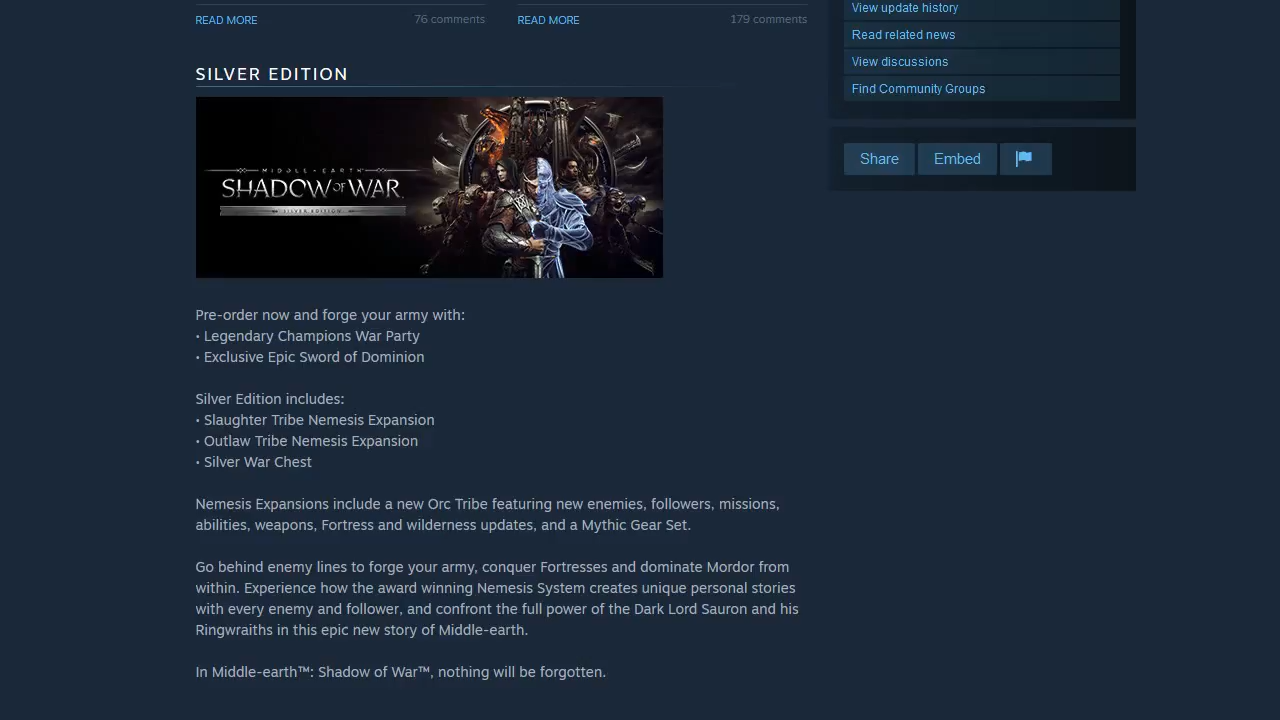 READ MORE 76 comments READ MORE 179 comments
View update history
Read related news
View discussions
Find Community Groups
Share Embed
SILVER EDITION
MIDDLE-EARTH
SHADOW OF WAR
SILVER EDITION
Pre-order now and forge your army with:
• Legendary Champions War Party
• Exclusive Epic Sword of Dominion
Silver Edition includes:
• Slaughter Tribe Nemesis Expansion
• Outlaw Tribe Nemesis Expansion
• Silver War Chest
Nemesis Expansions include a new Orc Tribe featuring new enemies, followers, missions,
abilities, weapons, Fortress and wilderness updates, and a Mythic Gear Set.
Go behind enemy lines to forge your army, conquer Fortresses and dominate Mordor from
within. Experience how the award winning Nemesis System creates unique personal stories
with every enemy and follower, and confront the full power of the Dark Lord Sauron and his
Ringwraiths in this epic new story of Middle-earth.
In Middle-earth™: Shadow of War™, nothing will be forgotten.